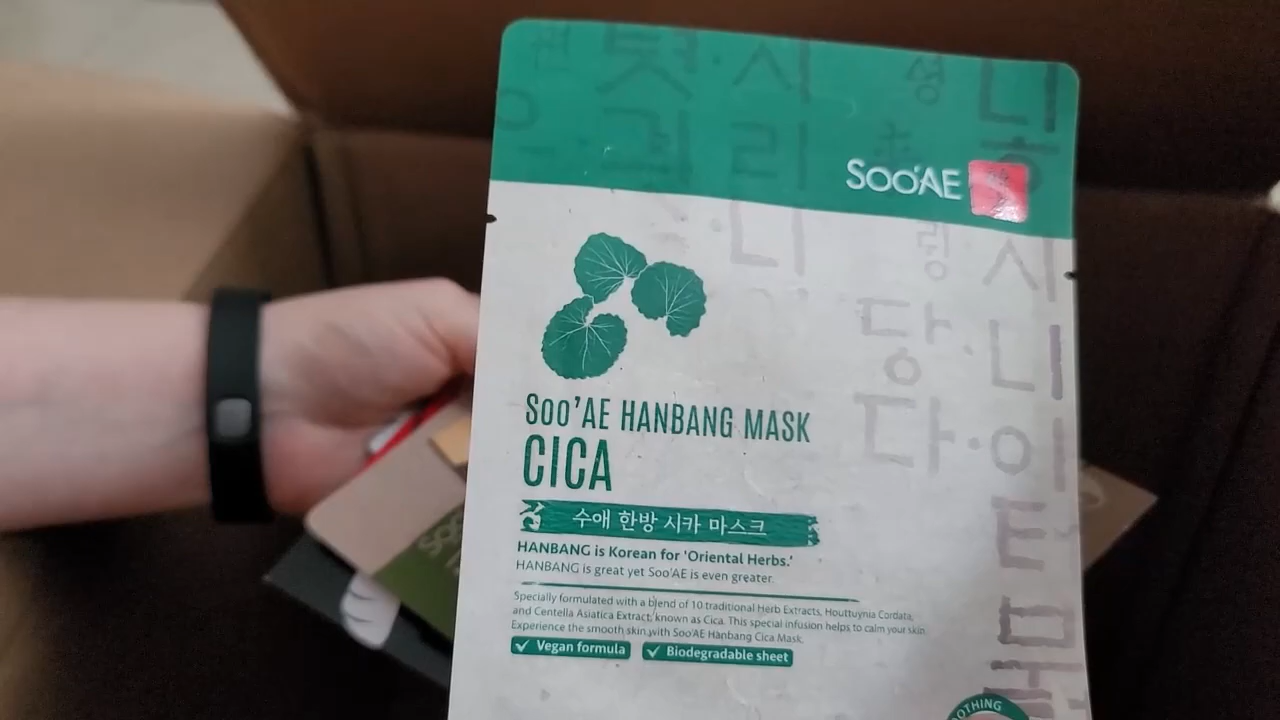 Soo'AE
Soo'AE HANBANG MASK
CICA
수애 한방 시카 마스크
HANBANG is Korean for 'Oriental Herbs.'
HANBANG is great yet Soo'AE is even greater.
Specially formulated with a blend of 10 traditional Herb Extracts, Houttuynia Cordata,
and Centella Asiatica Extract, known as Cica. This special infusion helps to calm your skin.
Experience the smooth skin with Soo'AE Hanbang Cica Mask.
✓ Vegan formula ✓ Biodegradable sheet